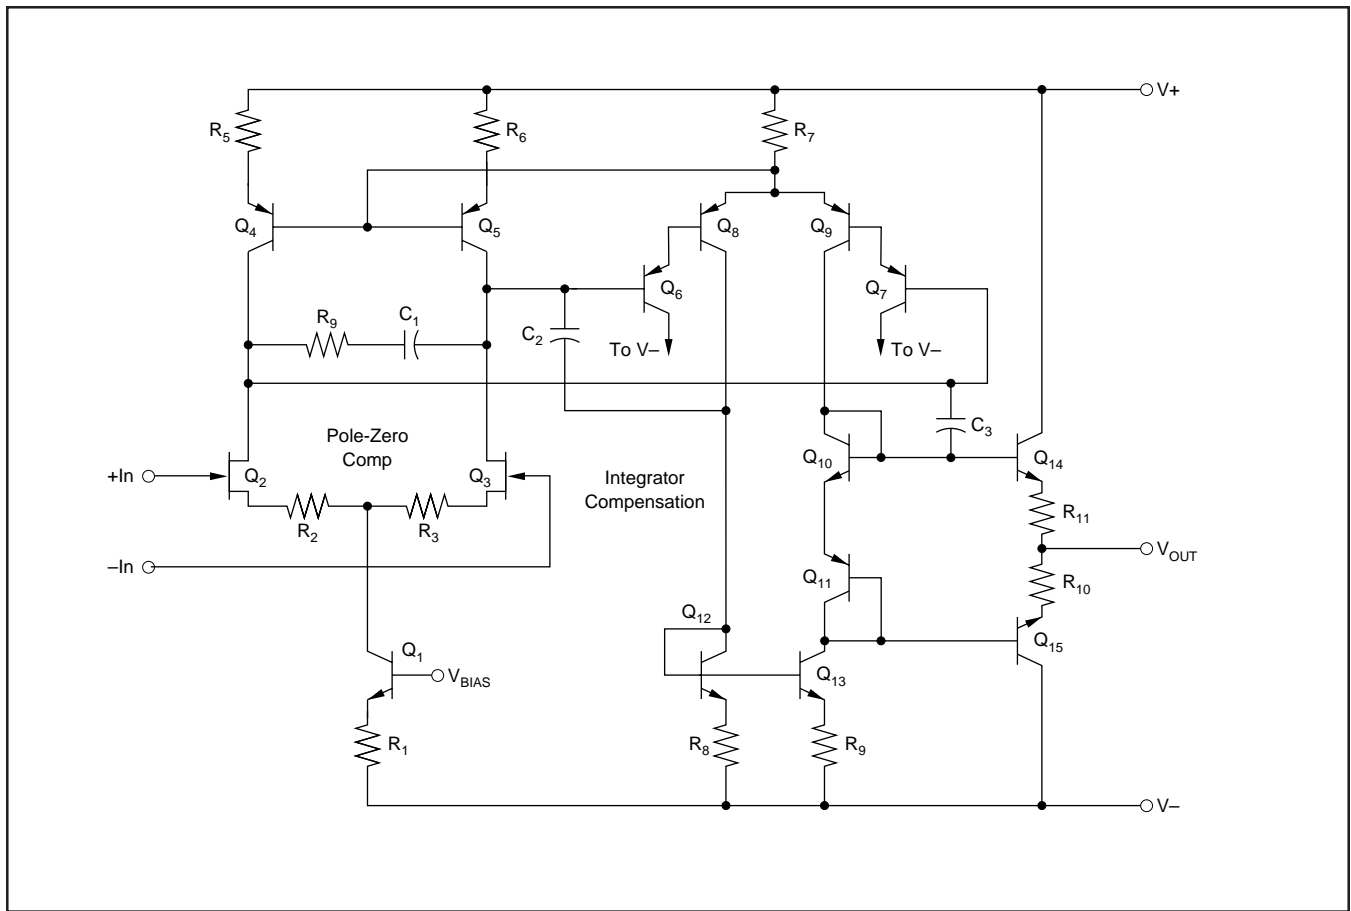 V+
R5
R6
R7
Q4
Q5
Q8
Q9
Q6
Q7
R9
C1
C2
To V–
To V–
C3
Pole-Zero
Comp
+In
Q2
Q3
Integrator
Compensation
Q10
Q14
R2
R3
R11
VOUT
–In
Q11
R10
Q12
Q15
Q1
VBIAS
Q13
R1
R8
R9
V–